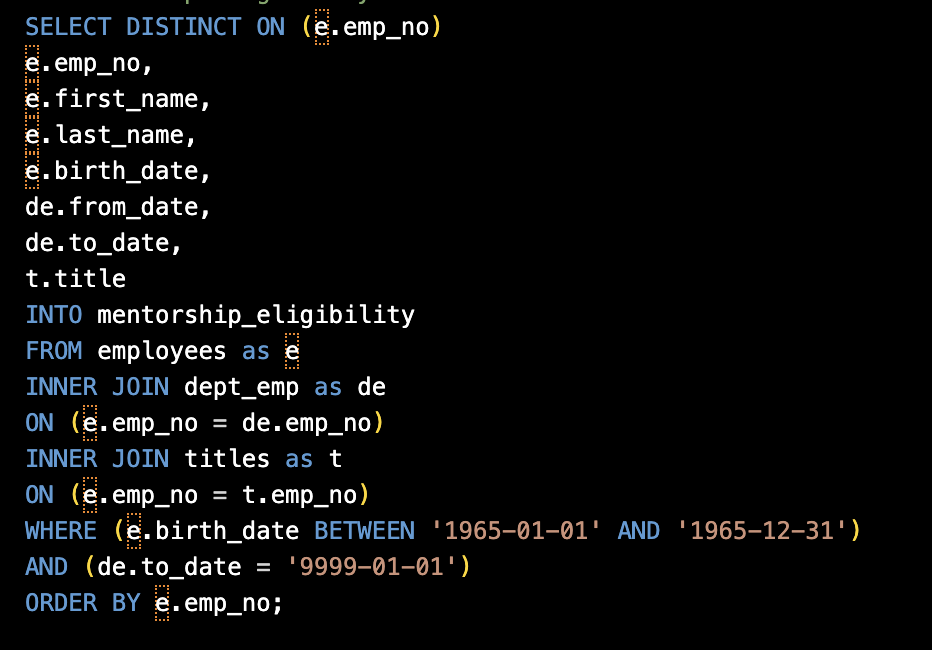 SELECT DISTINCT ON (e.emp_no)
e.emp_no,
e.first_name,
e.last_name,
e.birth_date,
de.from_date,
de.to_date,
t.title
INTO mentorship_eligibility
FROM employees as e
INNER JOIN dept_emp as de
ON (e.emp_no = de.emp_no)
INNER JOIN titles as t
ON (e.emp_no = t.emp_no)
WHERE (e.birth_date BETWEEN '1965-01-01' AND '1965-12-31')
AND (de.to_date = '9999-01-01')
ORDER BY e.emp_no;